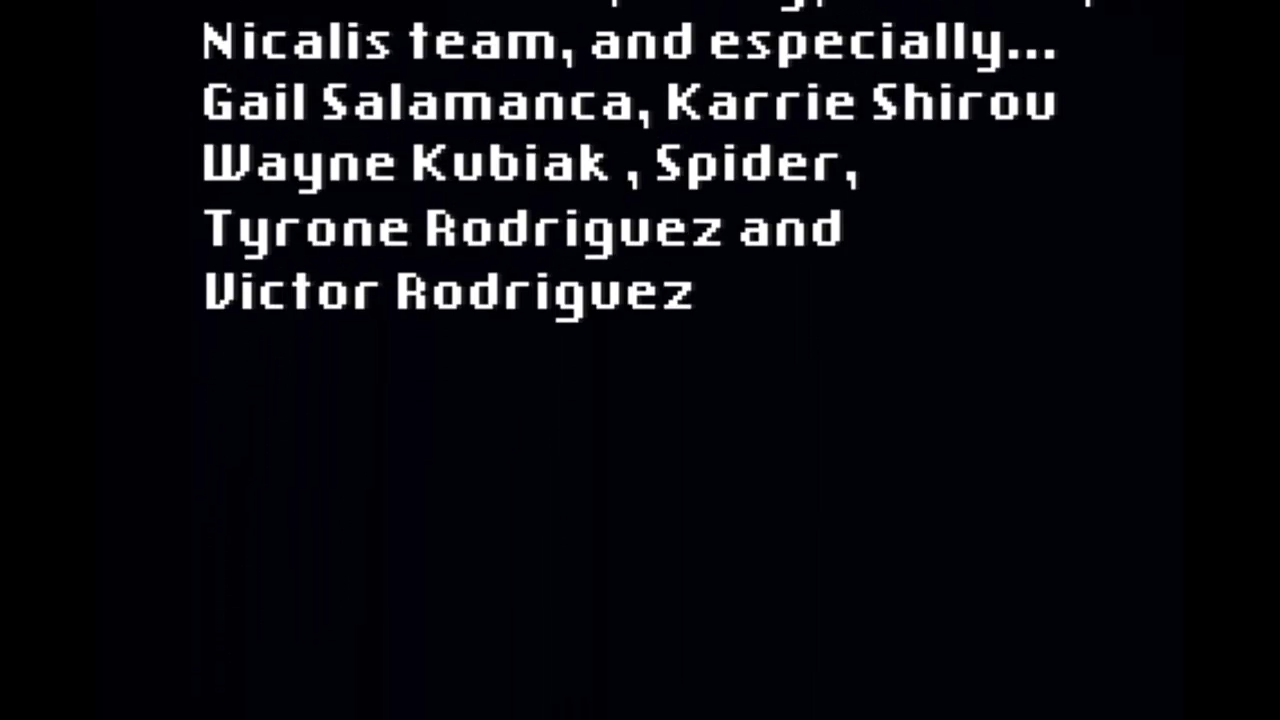 Nicalis team, and especially...
Gail Salamanca, Karrie Shirou
Wayne Kubiak , Spider,
Tyrone Rodriguez and
Victor Rodriguez